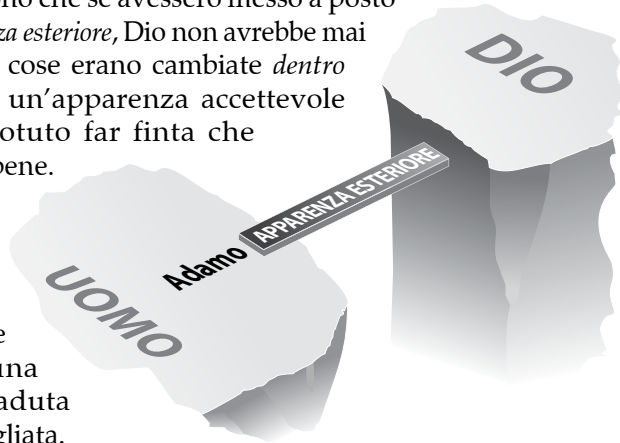 ono che se avessero messo a posto
za esteriore, Dio non avrebbe mai
cose erano cambiate dentro
un’apparenza accettevole
otuto far finta che
bene.
DIO
Adamo APPARENZA ESTERIORE
UOMO
e
una
aduta
gliata.